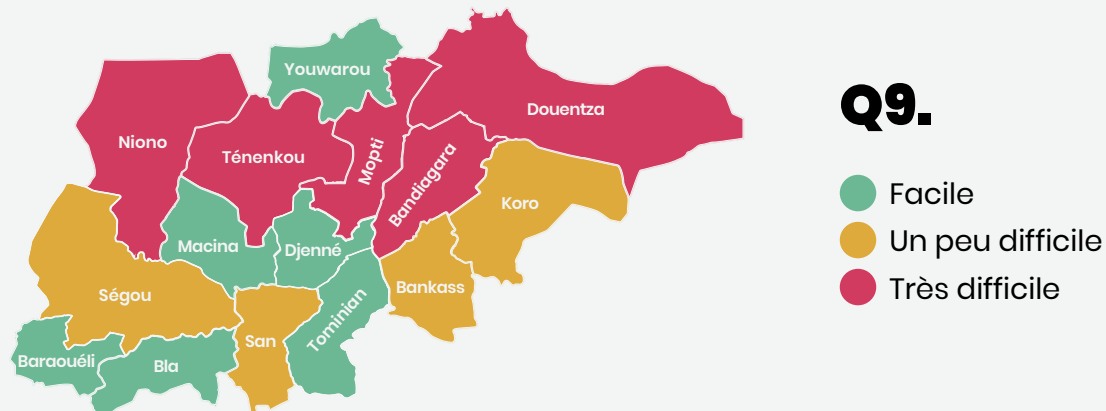 Youwarou
Douentza
Niono
Ténenkou
Mopti
Bandiagara
Koro
Macina
Djenné
Ségou
Bankass
Tominian
San
Baraouéli
Bla
Q9.
Facile
Un peu difficile
Très difficile